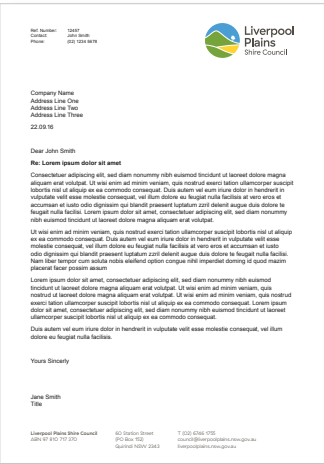 Ref. Number: 12487
Contact: John Smith
Phone: (02) 1234 5678
Liverpool
Plains
Shire Council
Company Name
Address Line One
Address Line Two
Address Line Three
22.09.16
Dear John Smith
Re: Lorem ipsum dolor sit amet
Consectetuer adipiscing elit, sed diam nonummy nibh euismod tincidunt ut laoreet dolore magna
aliquam erat volutpat. Ut wisi enim ad minim veniam, quis nostrud exerci tation ullamcorper suscipit
lobortis nisl ut aliquip ex ea commodo consequat. Duis autem vel eum iriure dolor in hendrerit in
vulputate velit esse molestie consequat, vel illum dolore eu feugiat nulla facilisis at vero eros et
accumsan et iusto odio dignissim qui blandit praesent luptatum zzril delenit augue duis dolore te
feugait nulla facilisi. Lorem ipsum dolor sit amet, consectetuer adipiscing elit, sed diam nonummy
nibh euismod tincidunt ut laoreet dolore magna aliquam erat volutpat.
Ut wisi enim ad minim veniam, quis nostrud exerci tation ullamcorper suscipit lobortis nisl ut aliquip
ex ea commodo consequat. Duis autem vel eum iriure dolor in hendrerit in vulputate velit esse
molestie consequat, vel illum dolore eu feugiat nulla facilisis at vero eros et accumsan et iusto
odio dignissim qui blandit praesent luptatum zzril delenit augue duis dolore te feugait nulla facilisi.
Nam liber tempor cum soluta nobis eleifend option congue nihil imperdiet doming id quod mazim
placerat facer possim assum
Lorem ipsum dolor sit amet, consectetuer adipiscing elit, sed diam nonummy nibh euismod
tincidunt ut laoreet dolore magna aliquam erat volutpat. Ut wisi enim ad minim veniam, quis
nostrud exerci tation ullamcorper suscipit lobortis nisl ut aliquip ex ea commodo consequat. Lorem
ipsum dolor sit amet, consectetuer adipiscing elit, sed diam nonummy nibh euismod tincidunt ut
laoreet dolore magna aliquam erat volutpat. Ut wisi enim ad minim veniam, quis nostrud exerci tation
ullamcorper suscipit lobortis nisl ut aliquip ex ea commodo consequat.
Duis autem vel eum iriure dolor in hendrerit in vulputate velit esse molestie consequat, vel illum
dolore eu feugiat nulla facilisis.
Yours Sincerely
Jane Smith
Title
Liverpool Plains Shire Council 60 Station Street T (02) 6746 1755
ABN 97 810 717 370 (PO Box 152) council@liverpoolplains.nsw.gov.au
Quirindi NSW 2343 liverpoolplains.nsw.gov.au